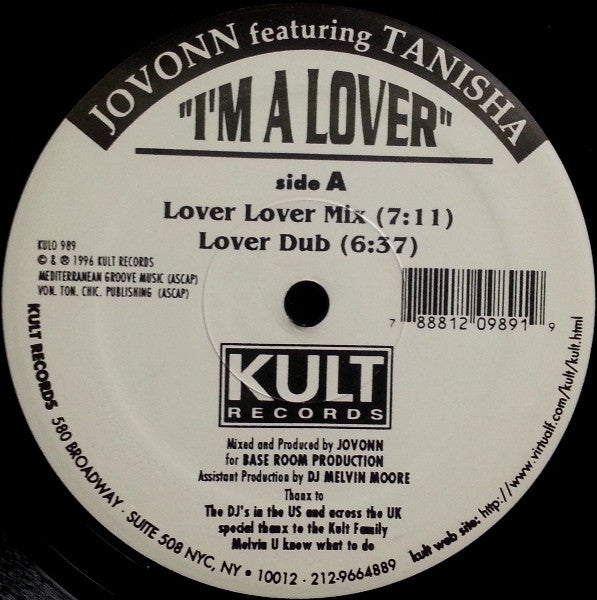 JOVONN featuring TANISHA
"I'M A LOVER"
side A
Lover Lover Mix (7:11)
Lover Dub (6:37)
KULO 989
© & ℗ 1996 KULT RECORDS
MEDITERRANEAN GROOVE MUSIC (ASCAP)
VON. TON. CHIC. PUBLISHING (ASCAP)
7 88812 09891 9
KULT
RECORDS
Mixed and Produced by JOVONN
for BASE ROOM PRODUCTION
Assistant Production by DJ MELVIN MOORE
Thanx to
The DJ's in the US and across the UK
special thanx to the Kult Family
Melvin U know what to do
KULT RECORDS 580 BROADWAY · SUITE 508 NYC, NY • 10012 - 212-9664889
kult web site: http://www.virtualf.com/kult/kult.html